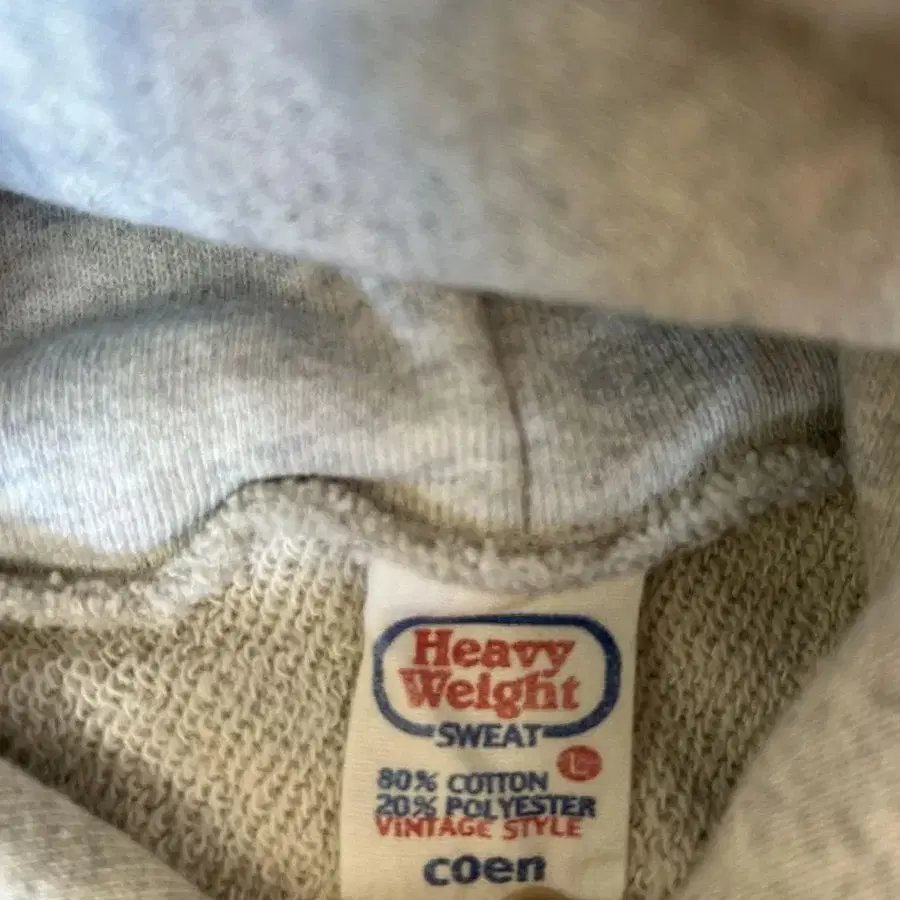 Heavy
Weight
SWEAT
L
80% COTTON
20% POLYESTER
VINTAGE STYLE
coen